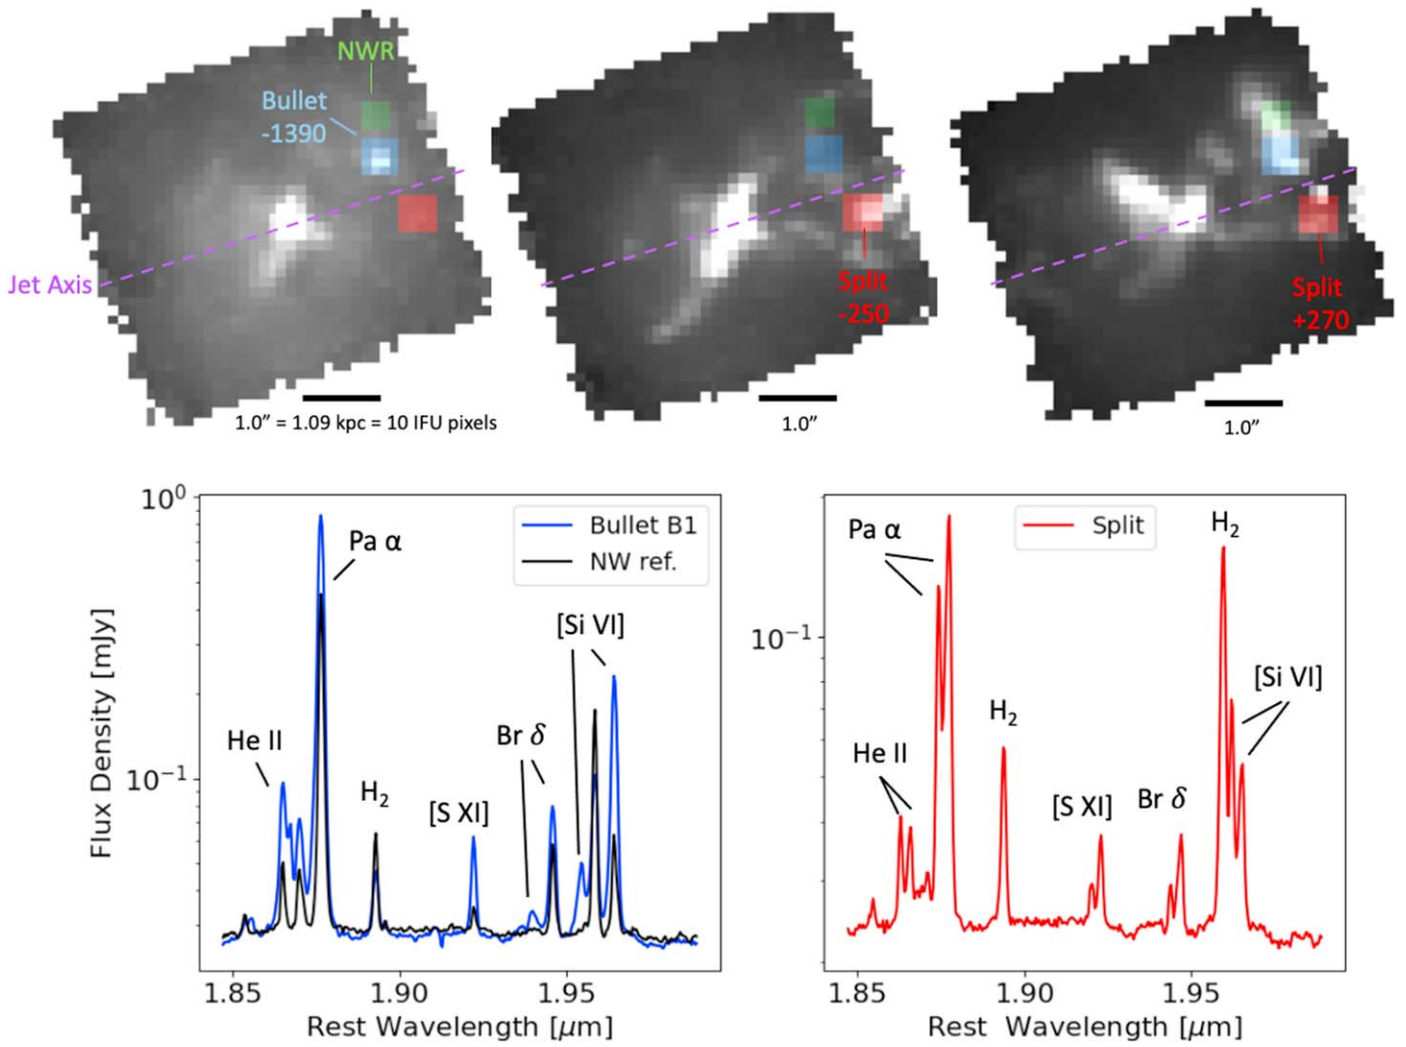 NWR
Bullet
-1390
Jet Axis
1.0” = 1.09 kpc = 10 IFU pixels
Split
-250
1.0”
Split
+270
1.0”
Flux Density [mJy]
10⁰
10⁻¹
Bullet B1
NW ref.
Pa α
He II
H₂
[S XI]
Br δ
[Si VI]
1.85 1.90 1.95
Rest Wavelength [μm]
10⁻¹
Split
Pa α
He II
H₂
[S XI]
Br δ
H₂
[Si VI]
1.85 1.90 1.95
Rest Wavelength [μm]